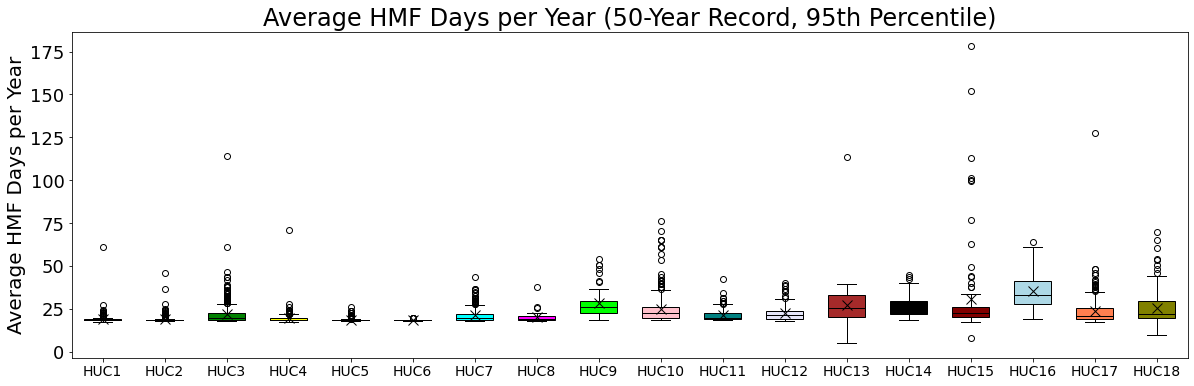 Average HMF Days per Year (50-Year Record, 95th Percentile)
Average HMF Days per Year
175
150
125
100
75
50
25
0
HUC1 HUC2 HUC3 HUC4 HUC5 HUC6 HUC7 HUC8 HUC9 HUC10 HUC11 HUC12 HUC13 HUC14 HUC15 HUC16 HUC17 HUC18